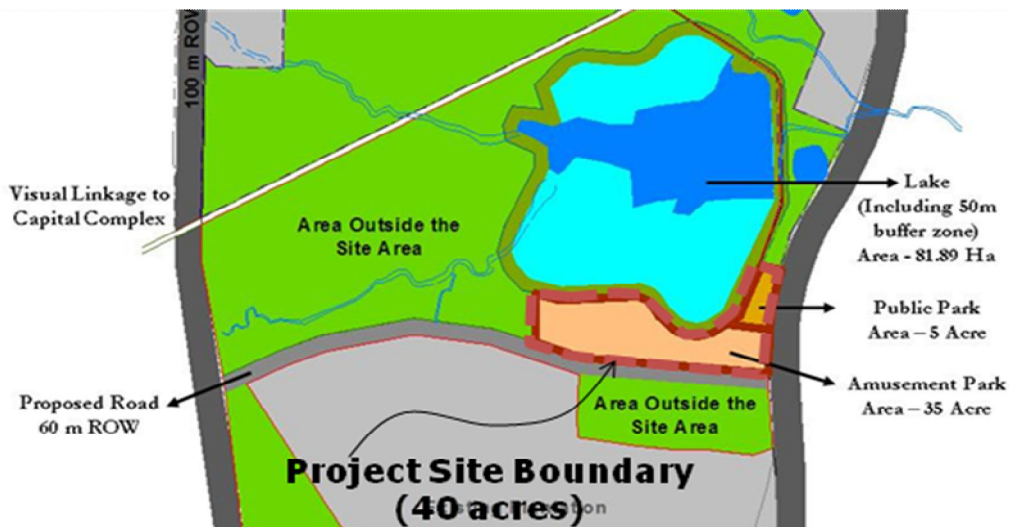 100 m ROW
Visual Linkage to
Capital Complex
Area Outside the
Site Area
Lake
(Including 50m
buffer zone)
Area - 81.89 Ha
Public Park
Area – 5 Acre
Amusement Park
Area – 35 Acre
Proposed Road
60 m ROW
Area Outside the
Site Area
Project Site Boundary
(40 acres)